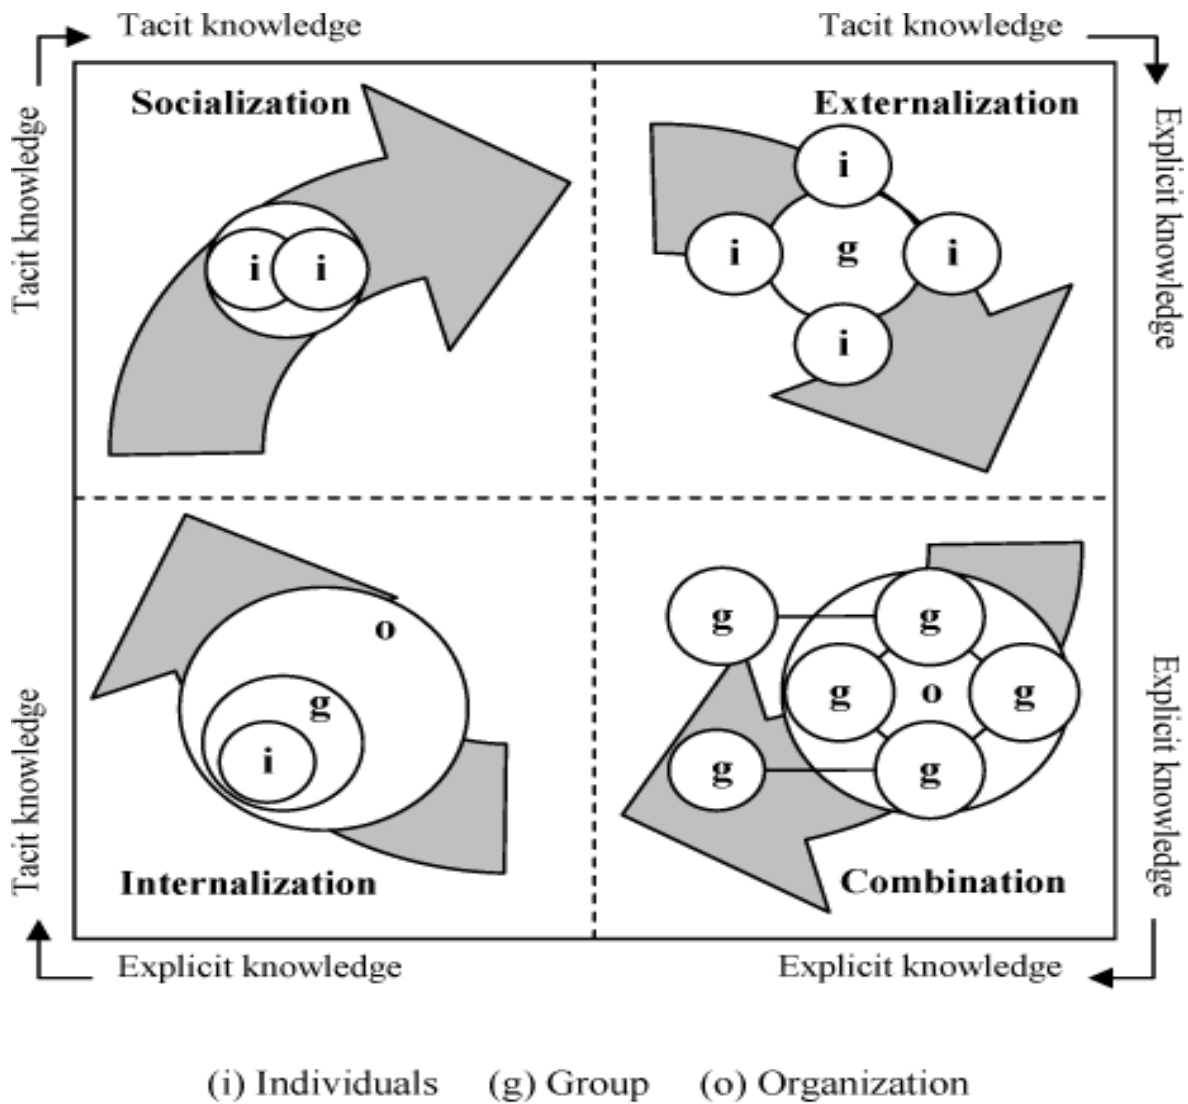 Tacit knowledge
Tacit knowledge
Tacit knowledge
Socialization
i i
Externalization
i
i g i
i
Explicit knowledge
Tacit knowledge
o
g
i
Internalization
g g
g o g
g g
Combination
Explicit knowledge
Explicit knowledge
Explicit knowledge
(i) Individuals (g) Group (o) Organization